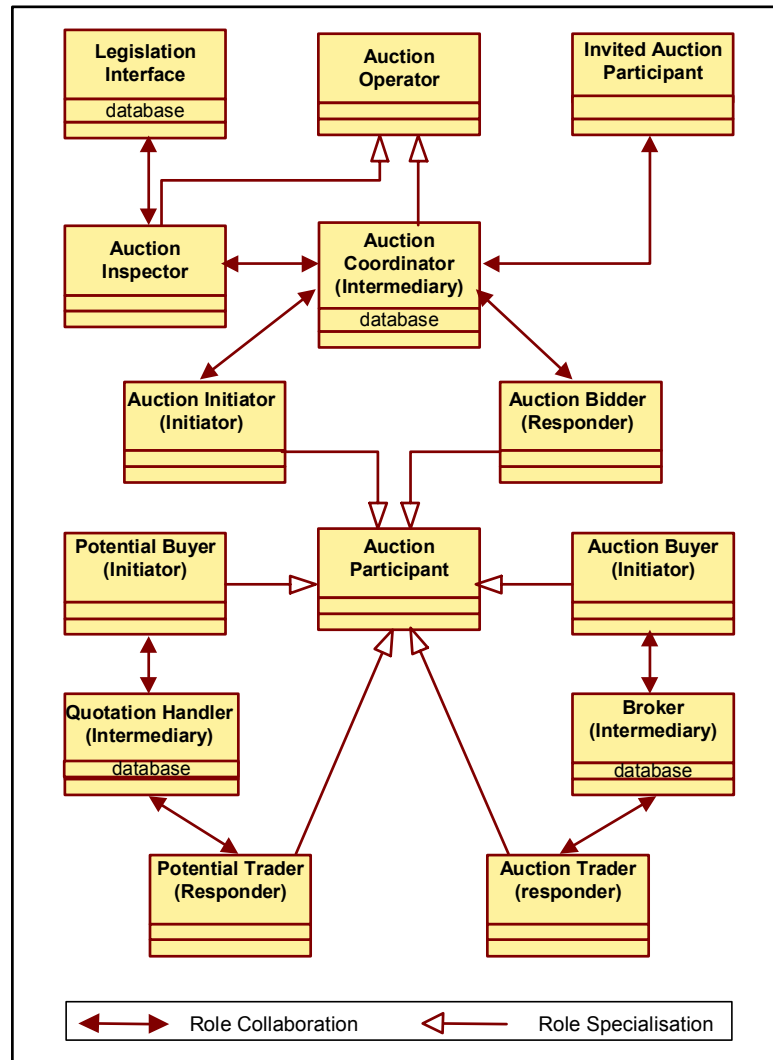 Legislation
Interface
database
Auction
Operator
Invited Auction
Participant
Auction
Inspector
Auction
Coordinator
(Intermediary)
database
Auction Initiator
(Initiator)
Auction Bidder
(Responder)
Potential Buyer
(Initiator)
Auction
Participant
Auction Buyer
(Initiator)
Quotation Handler
(Intermediary)
database
Broker
(Intermediary)
database
Potential Trader
(Responder)
Auction Trader
(responder)
Role Collaboration
Role Specialisation